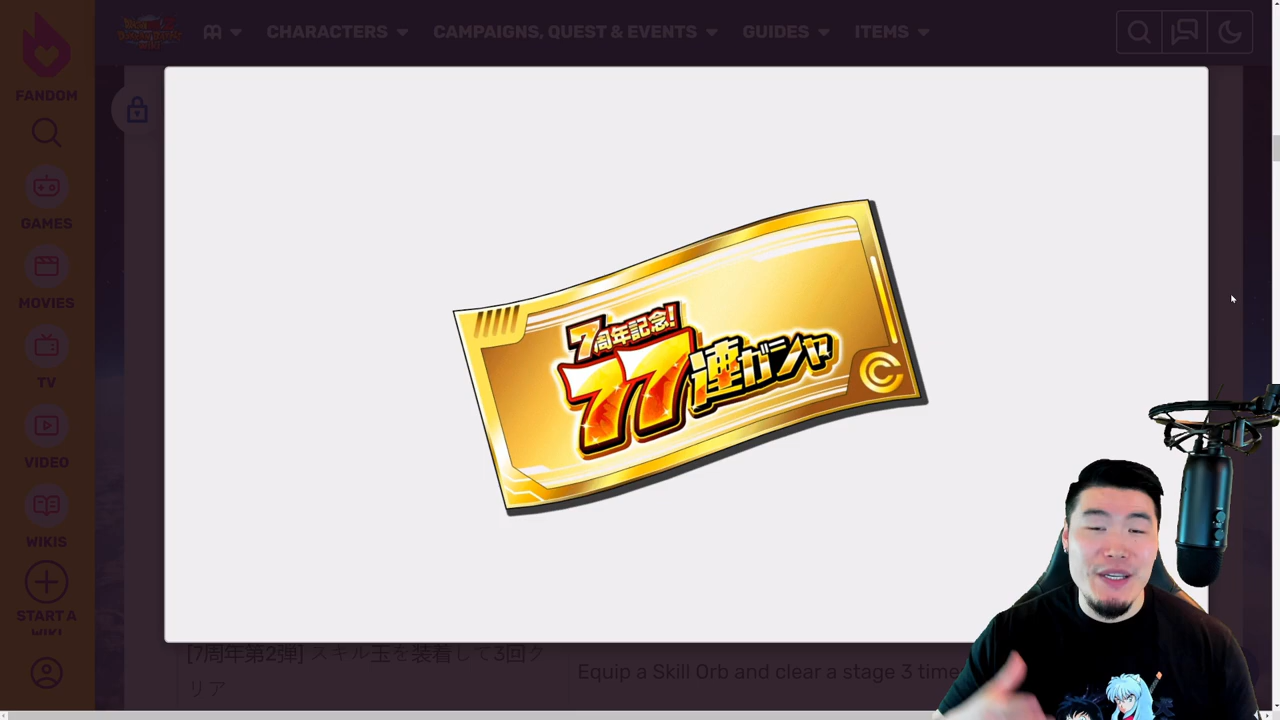 CHARACTERS
CAMPAIGNS, QUEST & EVENTS
GUIDES
ITEMS
FANDOM
GAMES
MOVIES
TV
VIDEO
WIKIS
START A
7周年記念!
77連ガシャ
[7周年第2弾] スキル玉を装着して3回ク
リア
Equip a Skill Orb and clear a stage 3 time